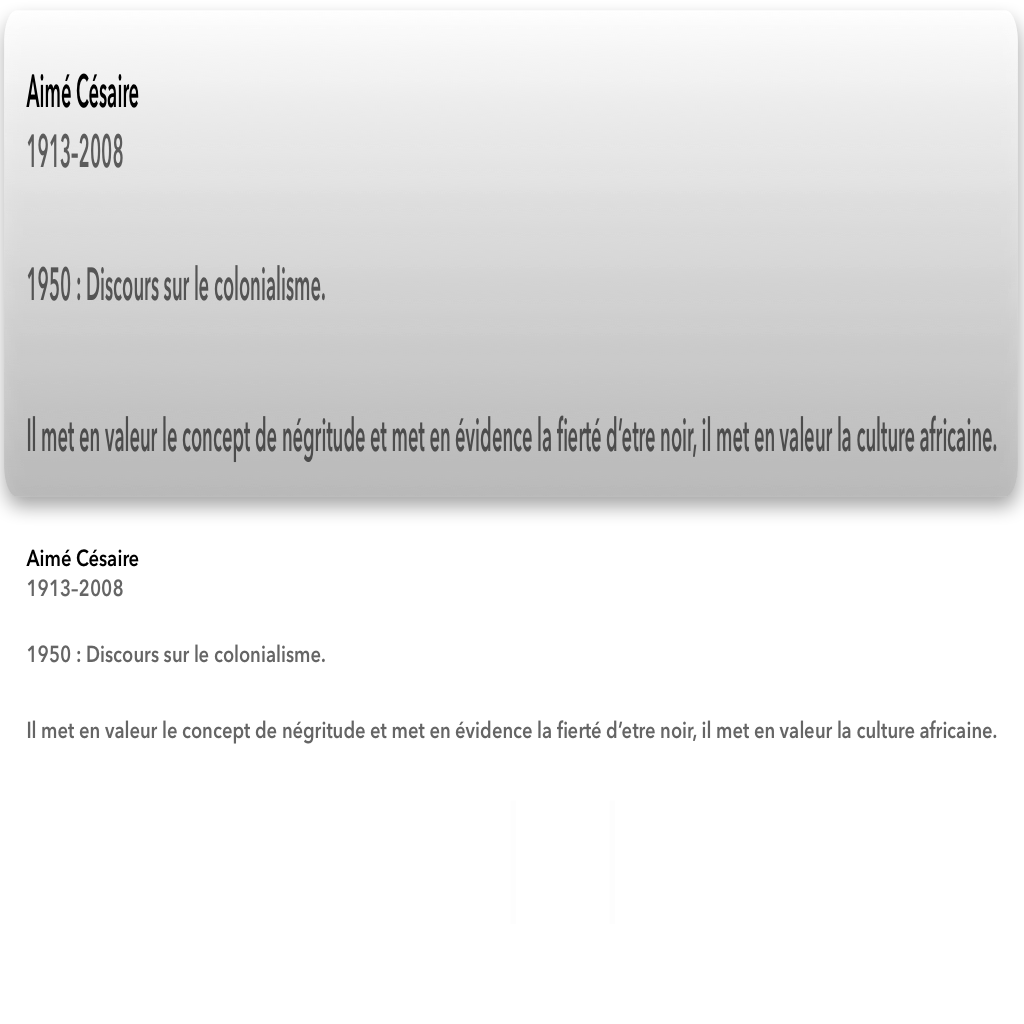 Aimé Césaire
1913-2008
1950 : Discours sur le colonialisme.
Il met en valeur le concept de négritude et met en évidence la fierté d’etre noir, il met en valeur la culture africaine.
Aimé Césaire
1913-2008
1950 : Discours sur le colonialisme.
Il met en valeur le concept de négritude et met en évidence la fierté d’etre noir, il met en valeur la culture africaine.